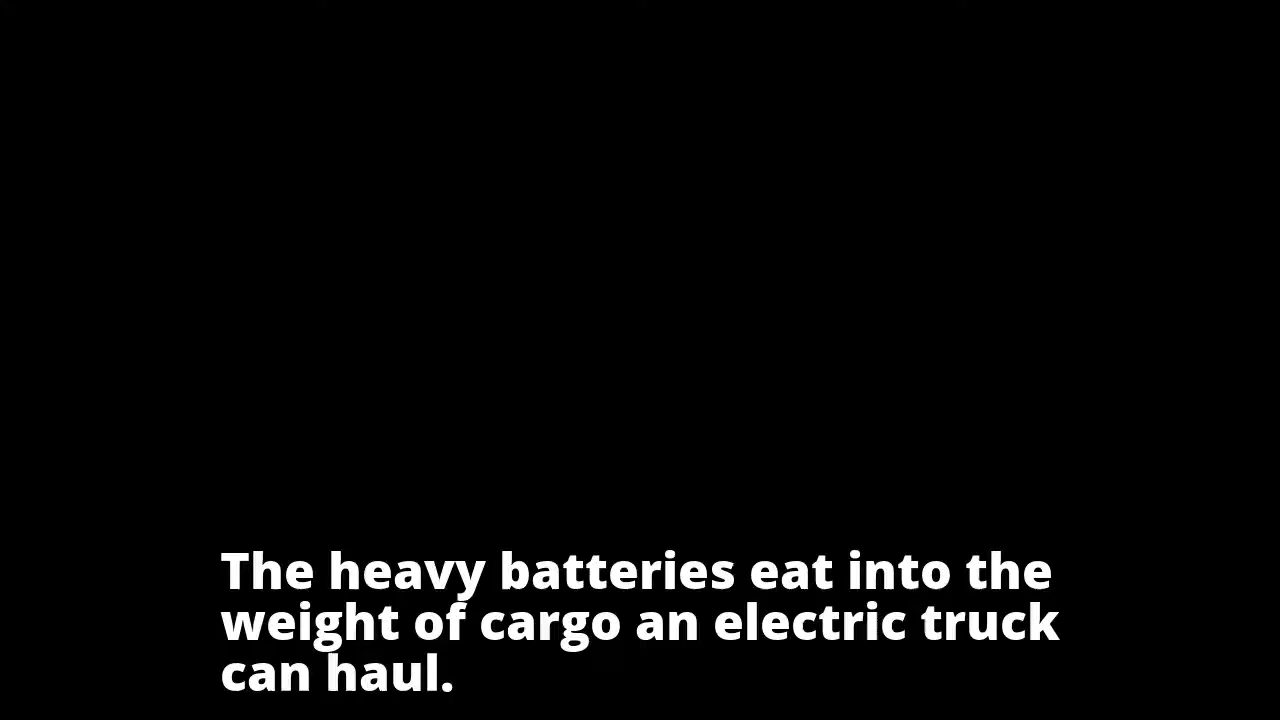 The heavy batteries eat into the
weight of cargo an electric truck
can haul.